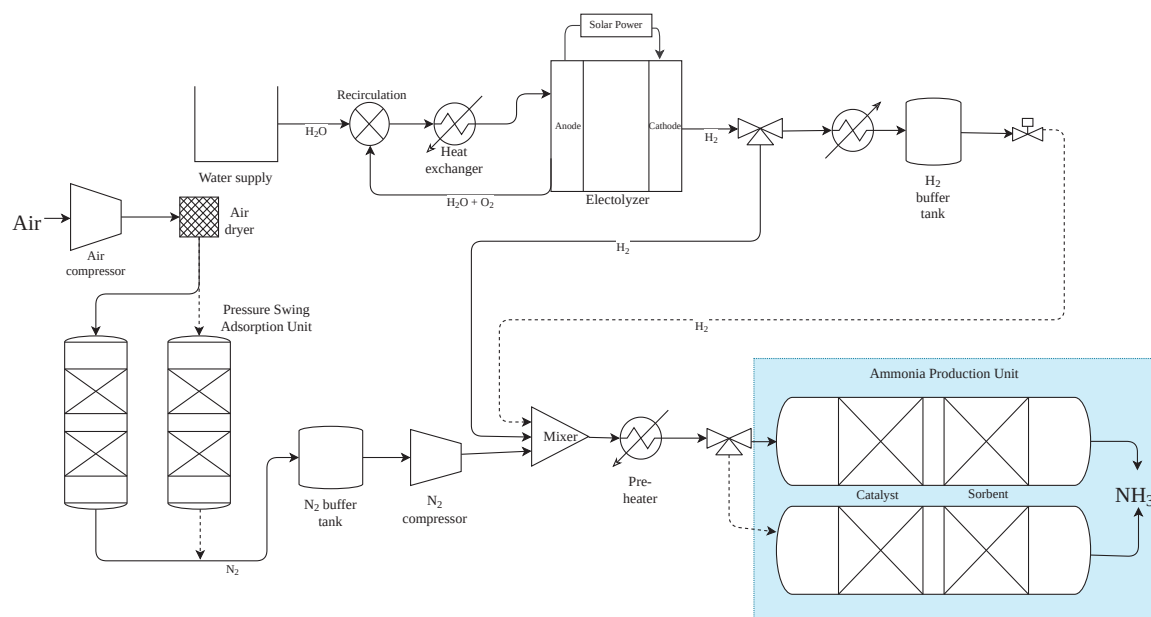 Solar Power
Recirculation
H₂O
Heat
exchanger
Anode
Cathode
H₂
Water supply
H₂O + O₂
Electolyzer
H₂
buffer
tank
Air
Air
compressor
Air
dryer
H₂
Pressure Swing
Adsorption Unit
H₂
Ammonia Production Unit
Mixer
Pre-
heater
N₂ buffer
tank
N₂
compressor
Catalyst
Sorbent
NH₃
N₂